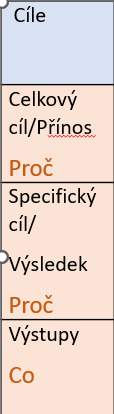 Cíle
Celkový
cíl/Přínos
Proč
Specifický
cíl/
Výsledek
Proč
Výstupy
Co